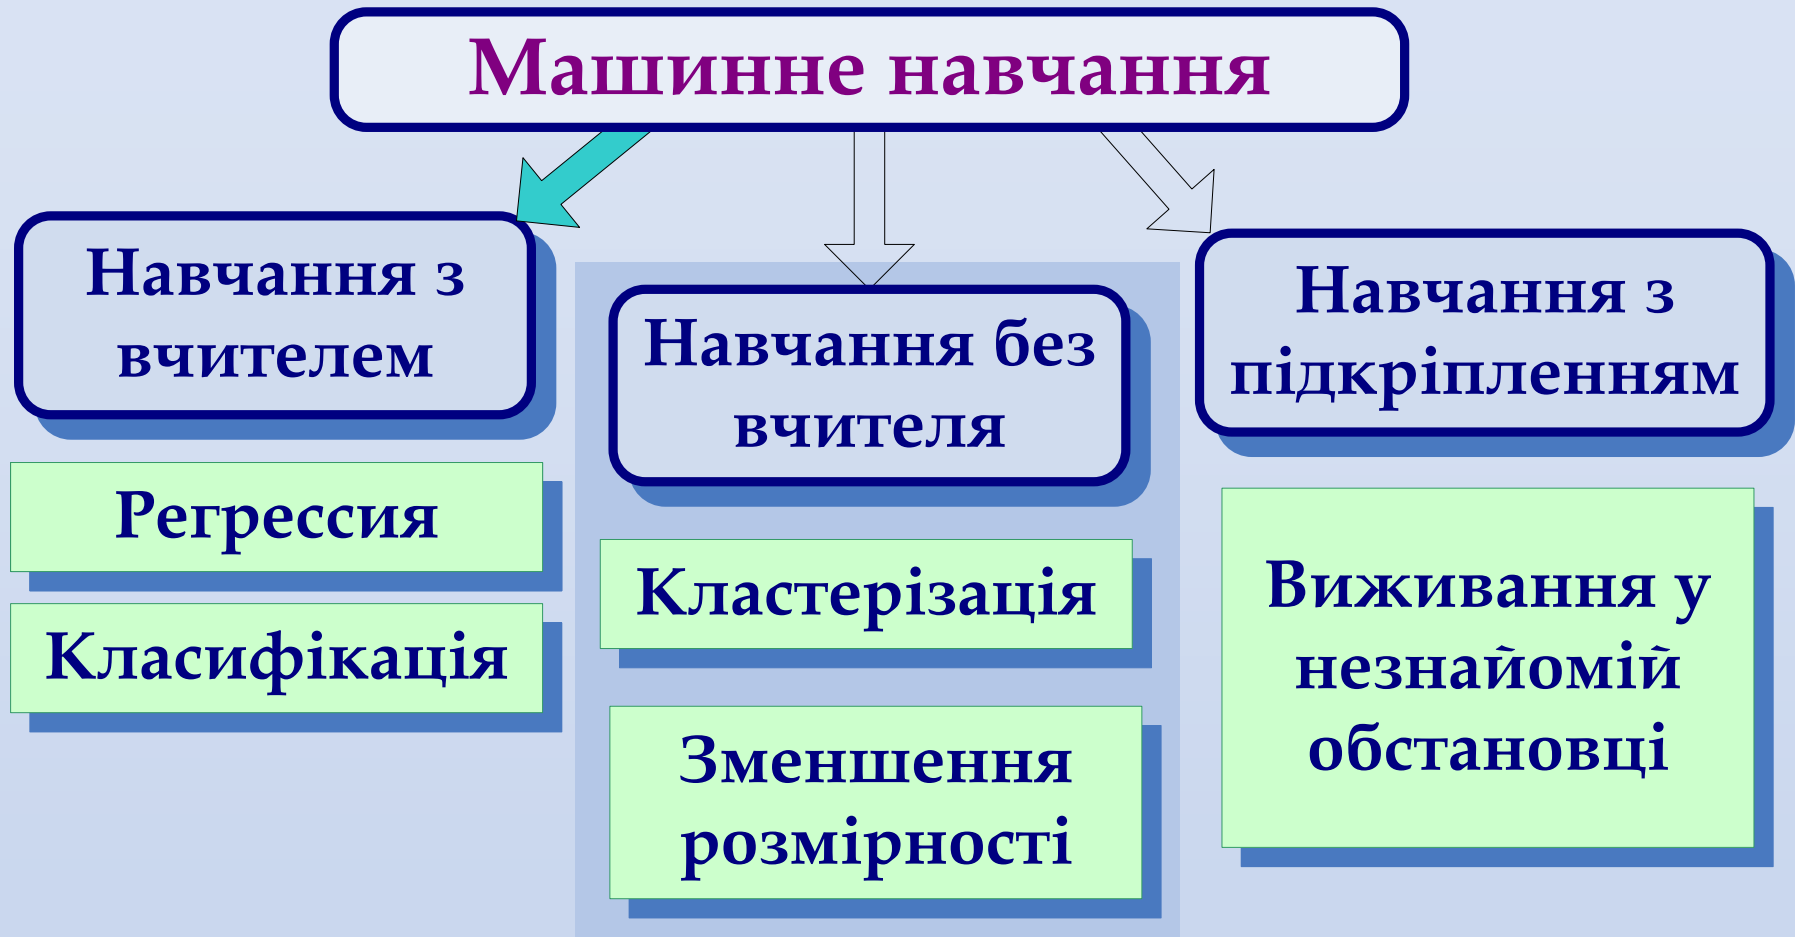 Машинне навчання
Навчання з
вчителем
Регрессия
Класифікація
Навчання без
вчителя
Кластерізація
Зменшення
розмірності
Навчання з
підкріпленням
Виживання у
незнайомій
обстановці